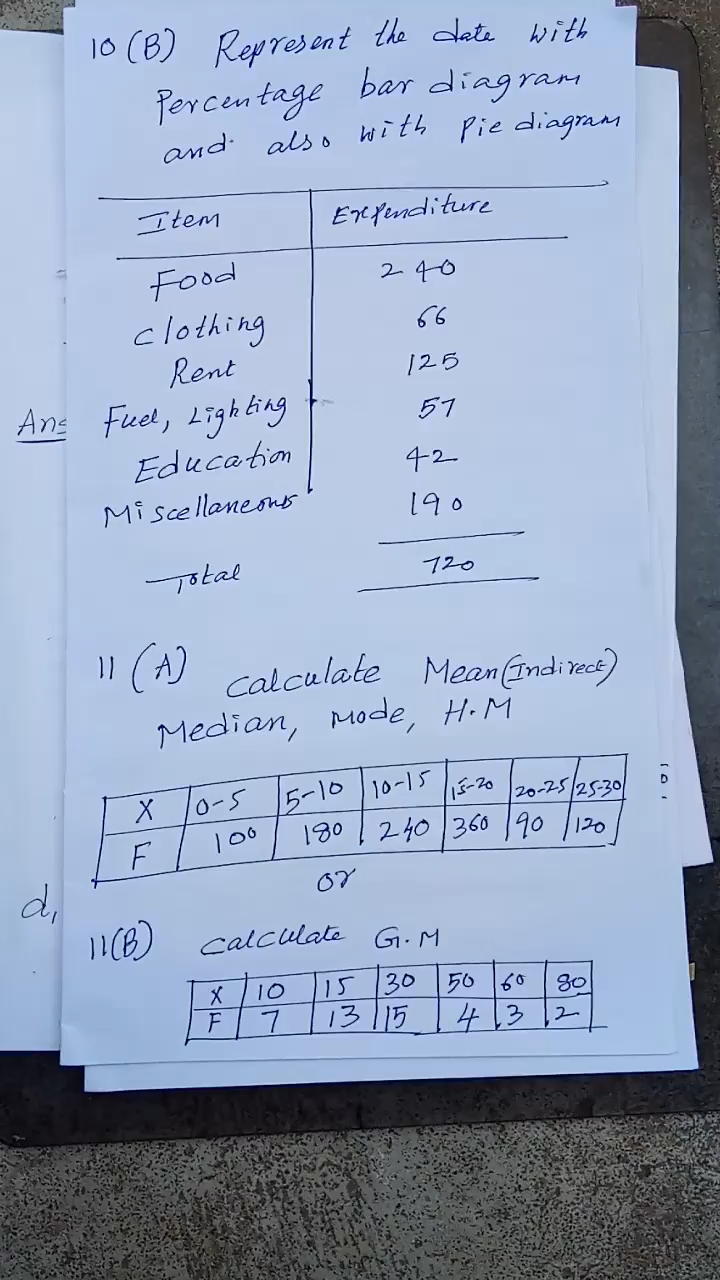 10 (B) Represent the date with
Percentage bar diagram
and also with Pie diagram
Item Expenditure
Food 240
Clothing 66
Rent 125
Ans Fuel, Lighting 57
Education 42
Miscellaneous 190
Total 720
11 (A) Calculate Mean (Indirect)
Median, Mode, H.M
X 0-5 5-10 10-15 15-20 20-25 25-30
F 100 180 240 360 90 120
or
d,
11(B) Calculate G.M
X 10 15 30 50 60 80
F 7 13 15 4 3 2